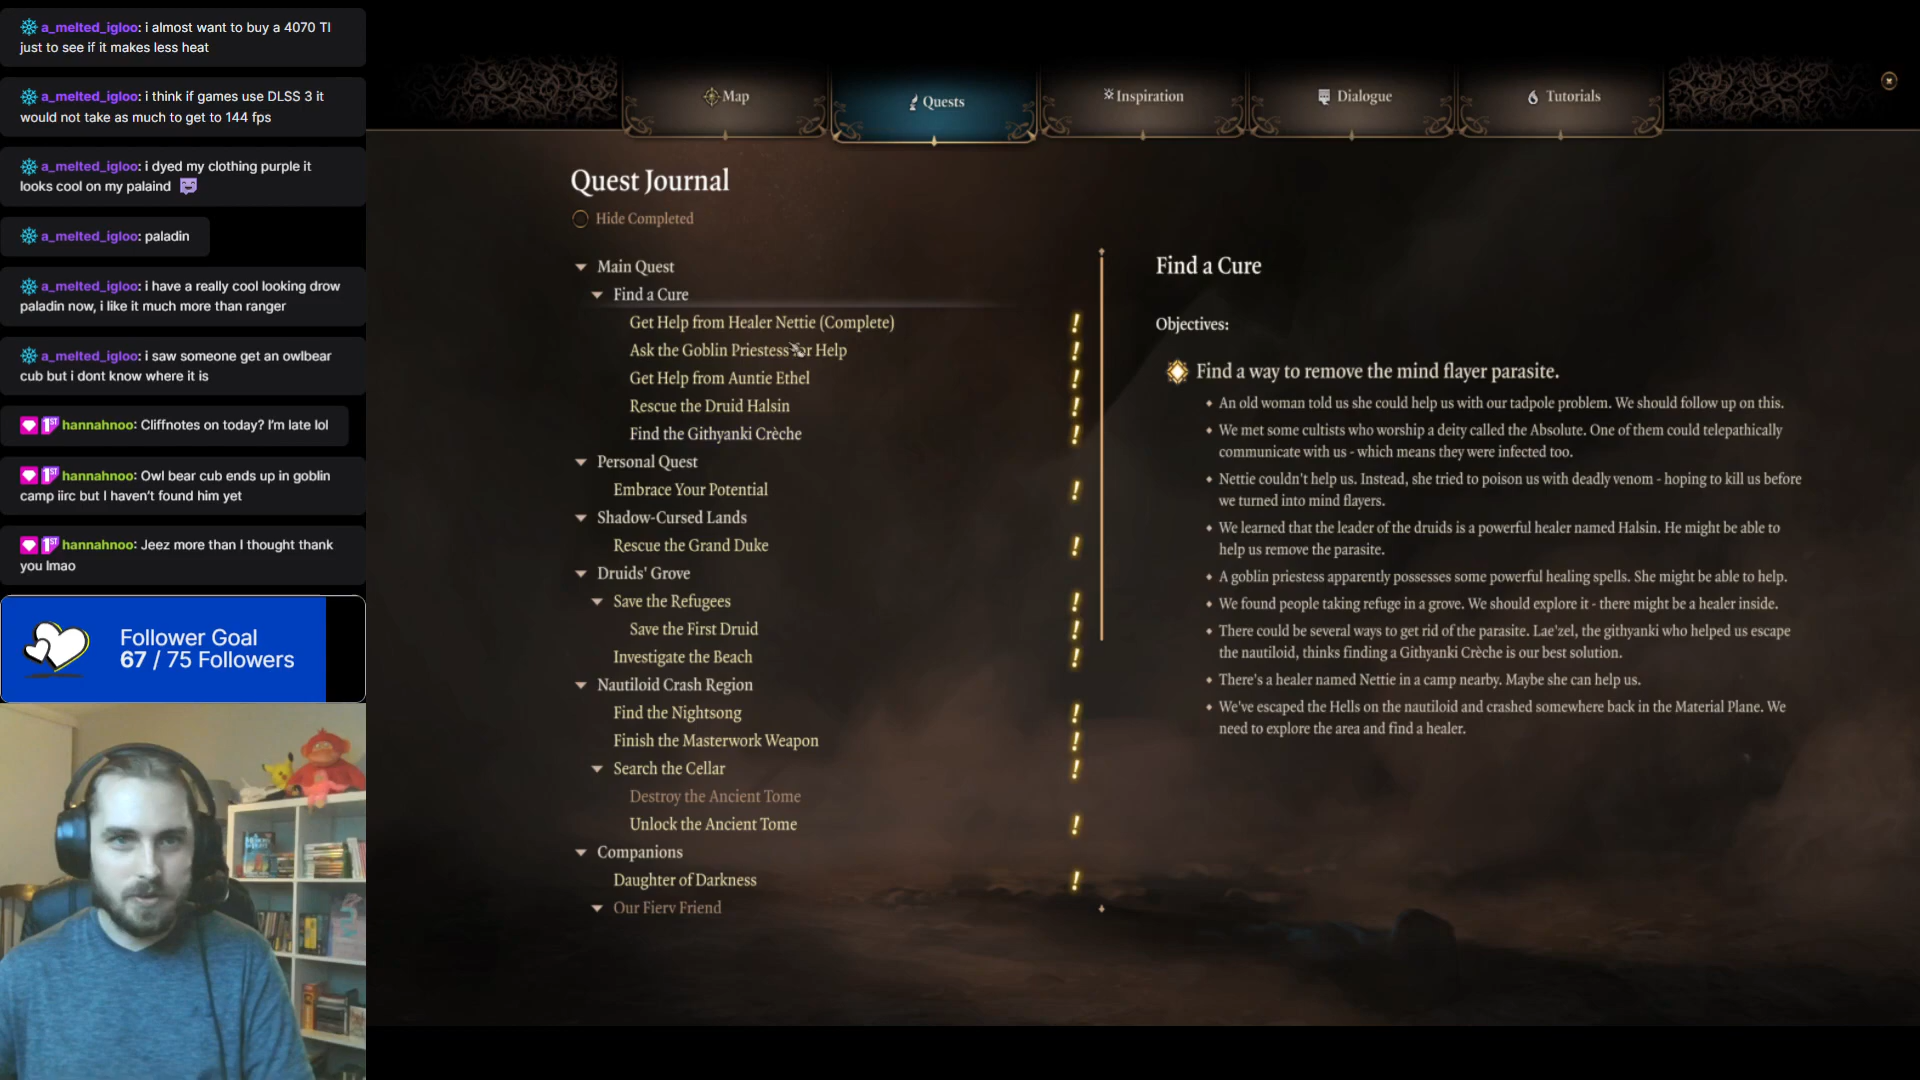 a_melted_igloo: i almost want to buy a 4070 TI
just to see if it makes less heat
a_melted_igloo: i think if games use DLSS 3 it
would not take as much to get to 144 fps
a_melted_igloo: i dyed my clothing purple it
looks cool on my palaind
a_melted_igloo: paladin
a_melted_igloo: i have a really cool looking drow
paladin now, i like it much more than ranger
a_melted_igloo: i saw someone get an owlbear
cub but i dont know where it is
1ST hannahnoo: Cliffnotes on today? I'm late lol
1ST hannahnoo: Owl bear cub ends up in goblin
camp iirc but I haven't found him yet
1ST hannahnoo: Jeez more than I thought thank
you lmao
Follower Goal
67 / 75 Followers
Map
Quests
Inspiration
Dialogue
Tutorials
Quest Journal
Hide Completed
Main Quest
Find a Cure
Get Help from Healer Nettie (Complete)
Ask the Goblin Priestess for Help
Get Help from Auntie Ethel
Rescue the Druid Halsin
Find the Githyanki Crèche
Personal Quest
Embrace Your Potential
Shadow-Cursed Lands
Rescue the Grand Duke
Druids' Grove
Save the Refugees
Save the First Druid
Investigate the Beach
Nautiloid Crash Region
Find the Nightsong
Finish the Masterwork Weapon
Search the Cellar
Destroy the Ancient Tome
Unlock the Ancient Tome
Companions
Daughter of Darkness
Our Fiery Friend
Find a Cure
Objectives:
Find a way to remove the mind flayer parasite.
An old woman told us she could help us with our tadpole problem. We should follow up on this.
We met some cultists who worship a deity called the Absolute. One of them could telepathically
communicate with us - which means they were infected too.
Nettie couldn't help us. Instead, she tried to poison us with deadly venom - hoping to kill us before
we turned into mind flayers.
We learned that the leader of the druids is a powerful healer named Halsin. He might be able to
help us remove the parasite.
A goblin priestess apparently possesses some powerful healing spells. She might be able to help.
We found people taking refuge in a grove. We should explore it - there might be a healer inside.
There could be several ways to get rid of the parasite. Lae'zel, the githyanki who helped us escape
the nautiloid, thinks finding a Githyanki Crèche is our best solution.
There's a healer named Nettie in a camp nearby. Maybe she can help us.
We've escaped the Hells on the nautiloid and crashed somewhere back in the Material Plane. We
need to explore the area and find a healer.